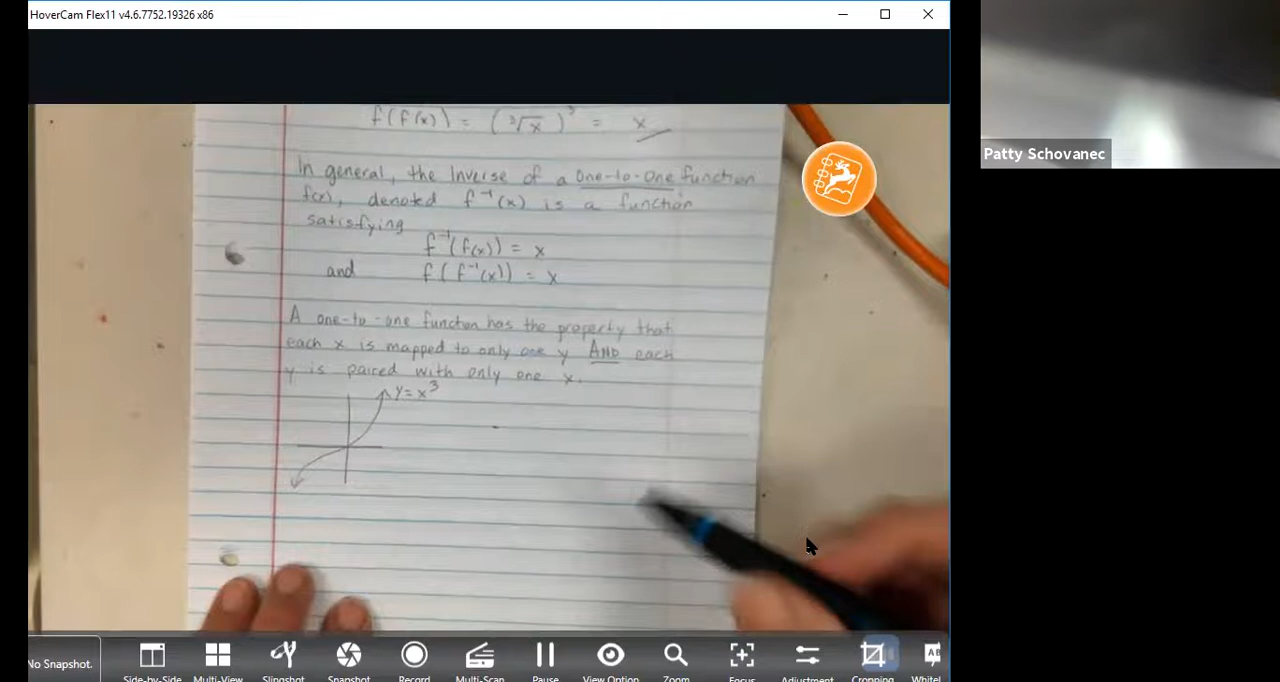 HoverCam Flex11 v4.6.7752.19326 x86
f(f(x) = (∛x)³ = x
In general, the Inverse of a one-to-one function
f(x), denoted f⁻¹(x) is a function
satisfying
f⁻¹(f(x)) = x
and f(f⁻¹(x)) = x
A one-to-one function has the property that
each x is mapped to only one y AND each
y is paired with only one x.
y=x³
Patty Schovanec
No Snapshot.
Side-by-Side Multi-View Slingshot Snapshot Record Multi-Scan Pause View Option Zoom Focus Adjustment Cropping Whitel